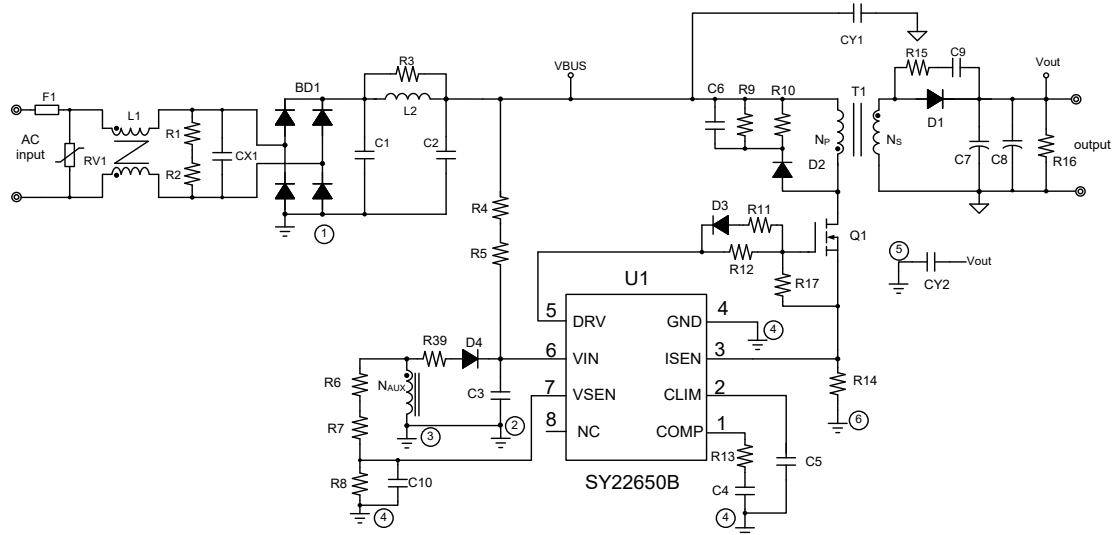 CY1
R3
VBUS
R15
C9
Vout
BD1
F1
L1
C6
R9
R10
T1
L2
D1
AC
input
RV1
R1
R2
CX1
C1
C2
NP
NS
C7
C8
R16
output
D2
R4
D3
R11
Q1
1
R5
R12
R17
5
CY2
Vout
U1
5
DRV
GND
4
4
R39
D4
6
VIN
ISEN
3
R6
NAUX
C3
7
VSEN
CLIM
2
R14
R7
3
2
8
NC
COMP
1
6
R8
C10
R13
C5
4
SY22650B
C4
4